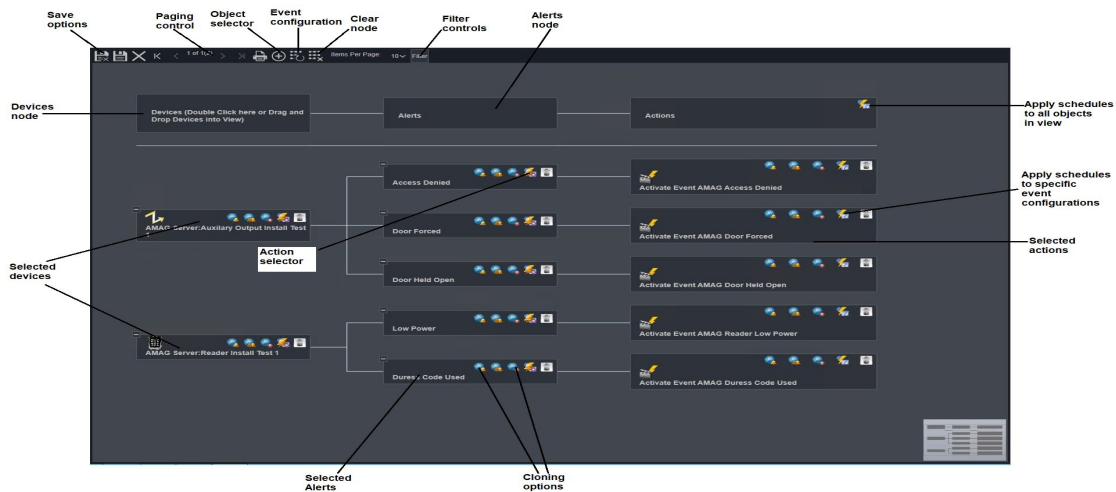 Save
options
Paging
control
Object
selector
Event
configuration
Clear
node
Filter
controls
Alerts
node
1 of 1(2)
Items Per Page:
10
Filter
Devices
node
Devices (Double Click here or Drag and
Drop Devices into View)
Alerts
Actions
Apply schedules
to all objects
in view
Access Denied
Activate Event AMAG Access Denied
Apply schedules
to specific
event
configurations
AMAG Server:Auxilary Output Install Test
Door Forced
Activate Event AMAG Door Forced
Selected
actions
Action
selector
Selected
devices
Door Held Open
Activate Event AMAG Door Held Open
Low Power
Activate Event AMAG Reader Low Power
AMAG Server:Reader Install Test 1
Duress Code Used
Activate Event AMAG Duress Code Used
Selected
Alerts
Cloning
options